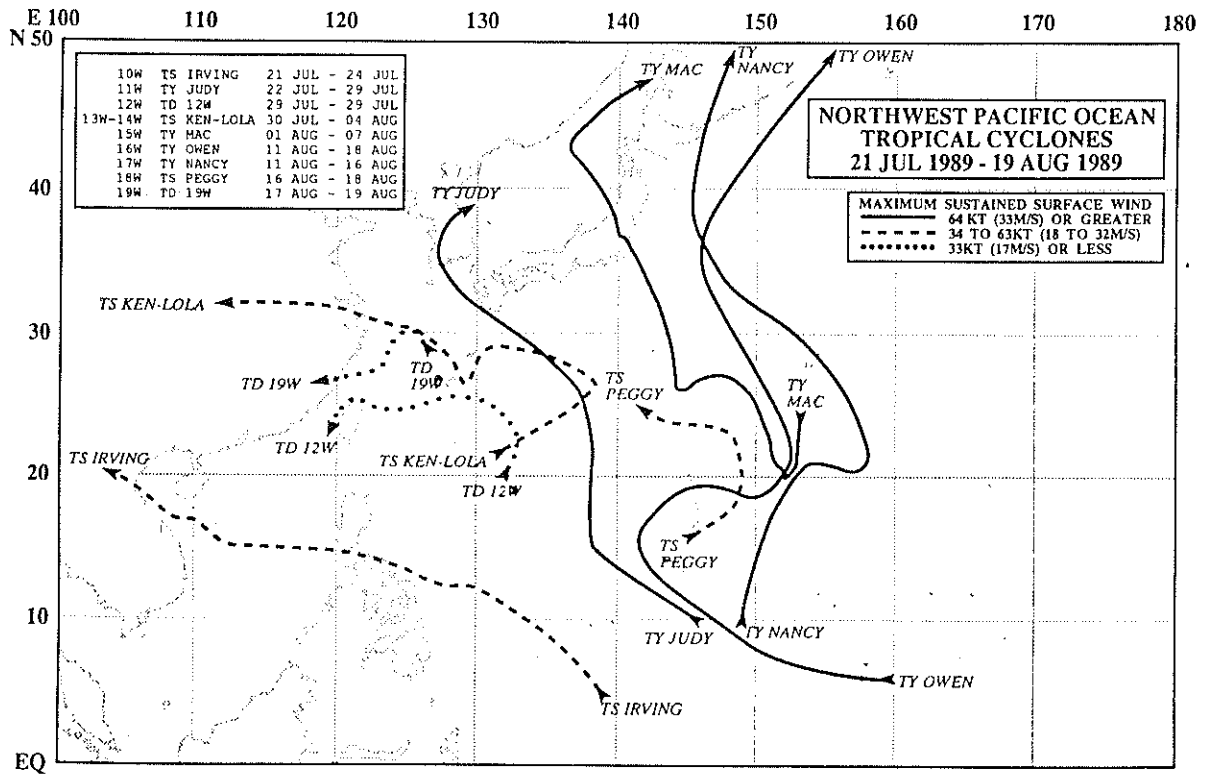 E 100 110 120 130 140 150 160 170 180
N 50
40
30
20
10
EQ
10W TS IRVING 21 JUL - 24 JUL
11W TY JUDY 22 JUL - 29 JUL
12W TD 12W 29 JUL - 29 JUL
13W-14W TS KEN-LOLA 30 JUL - 04 AUG
15W TY MAC 01 AUG - 07 AUG
16W TY OWEN 11 AUG - 18 AUG
17W TY NANCY 11 AUG - 16 AUG
18W TS PEGGY 16 AUG - 18 AUG
19W TD 19W 17 AUG - 19 AUG
NORTHWEST PACIFIC OCEAN
TROPICAL CYCLONES
21 JUL 1989 - 19 AUG 1989
MAXIMUM SUSTAINED SURFACE WIND
64 KT (33M/S) OR GREATER
34 TO 63KT (18 TO 32M/S)
33KT (17M/S) OR LESS
TY MAC
TY
NANCY
TY OWEN
TY JUDY
TS KEN-LOLA
TD 19W
TD
19W
TD 12W
TS IRVING
TS KEN-LOLA
TD 12W
TS
PEGGY
TY
MAC
TS
PEGGY
TY JUDY
TY NANCY
TY OWEN
TS IRVING